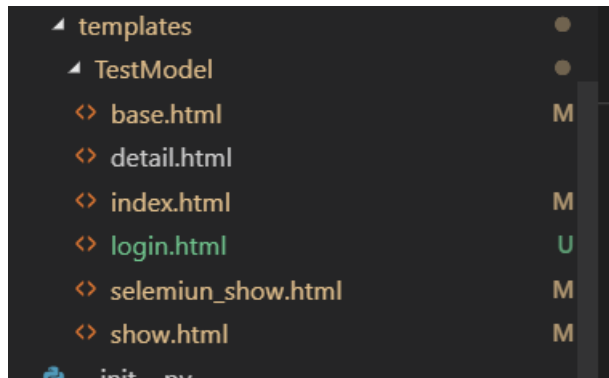 templates
TestModel
base.html M
detail.html
index.html M
login.html U
selemiun_show.html M
show.html M